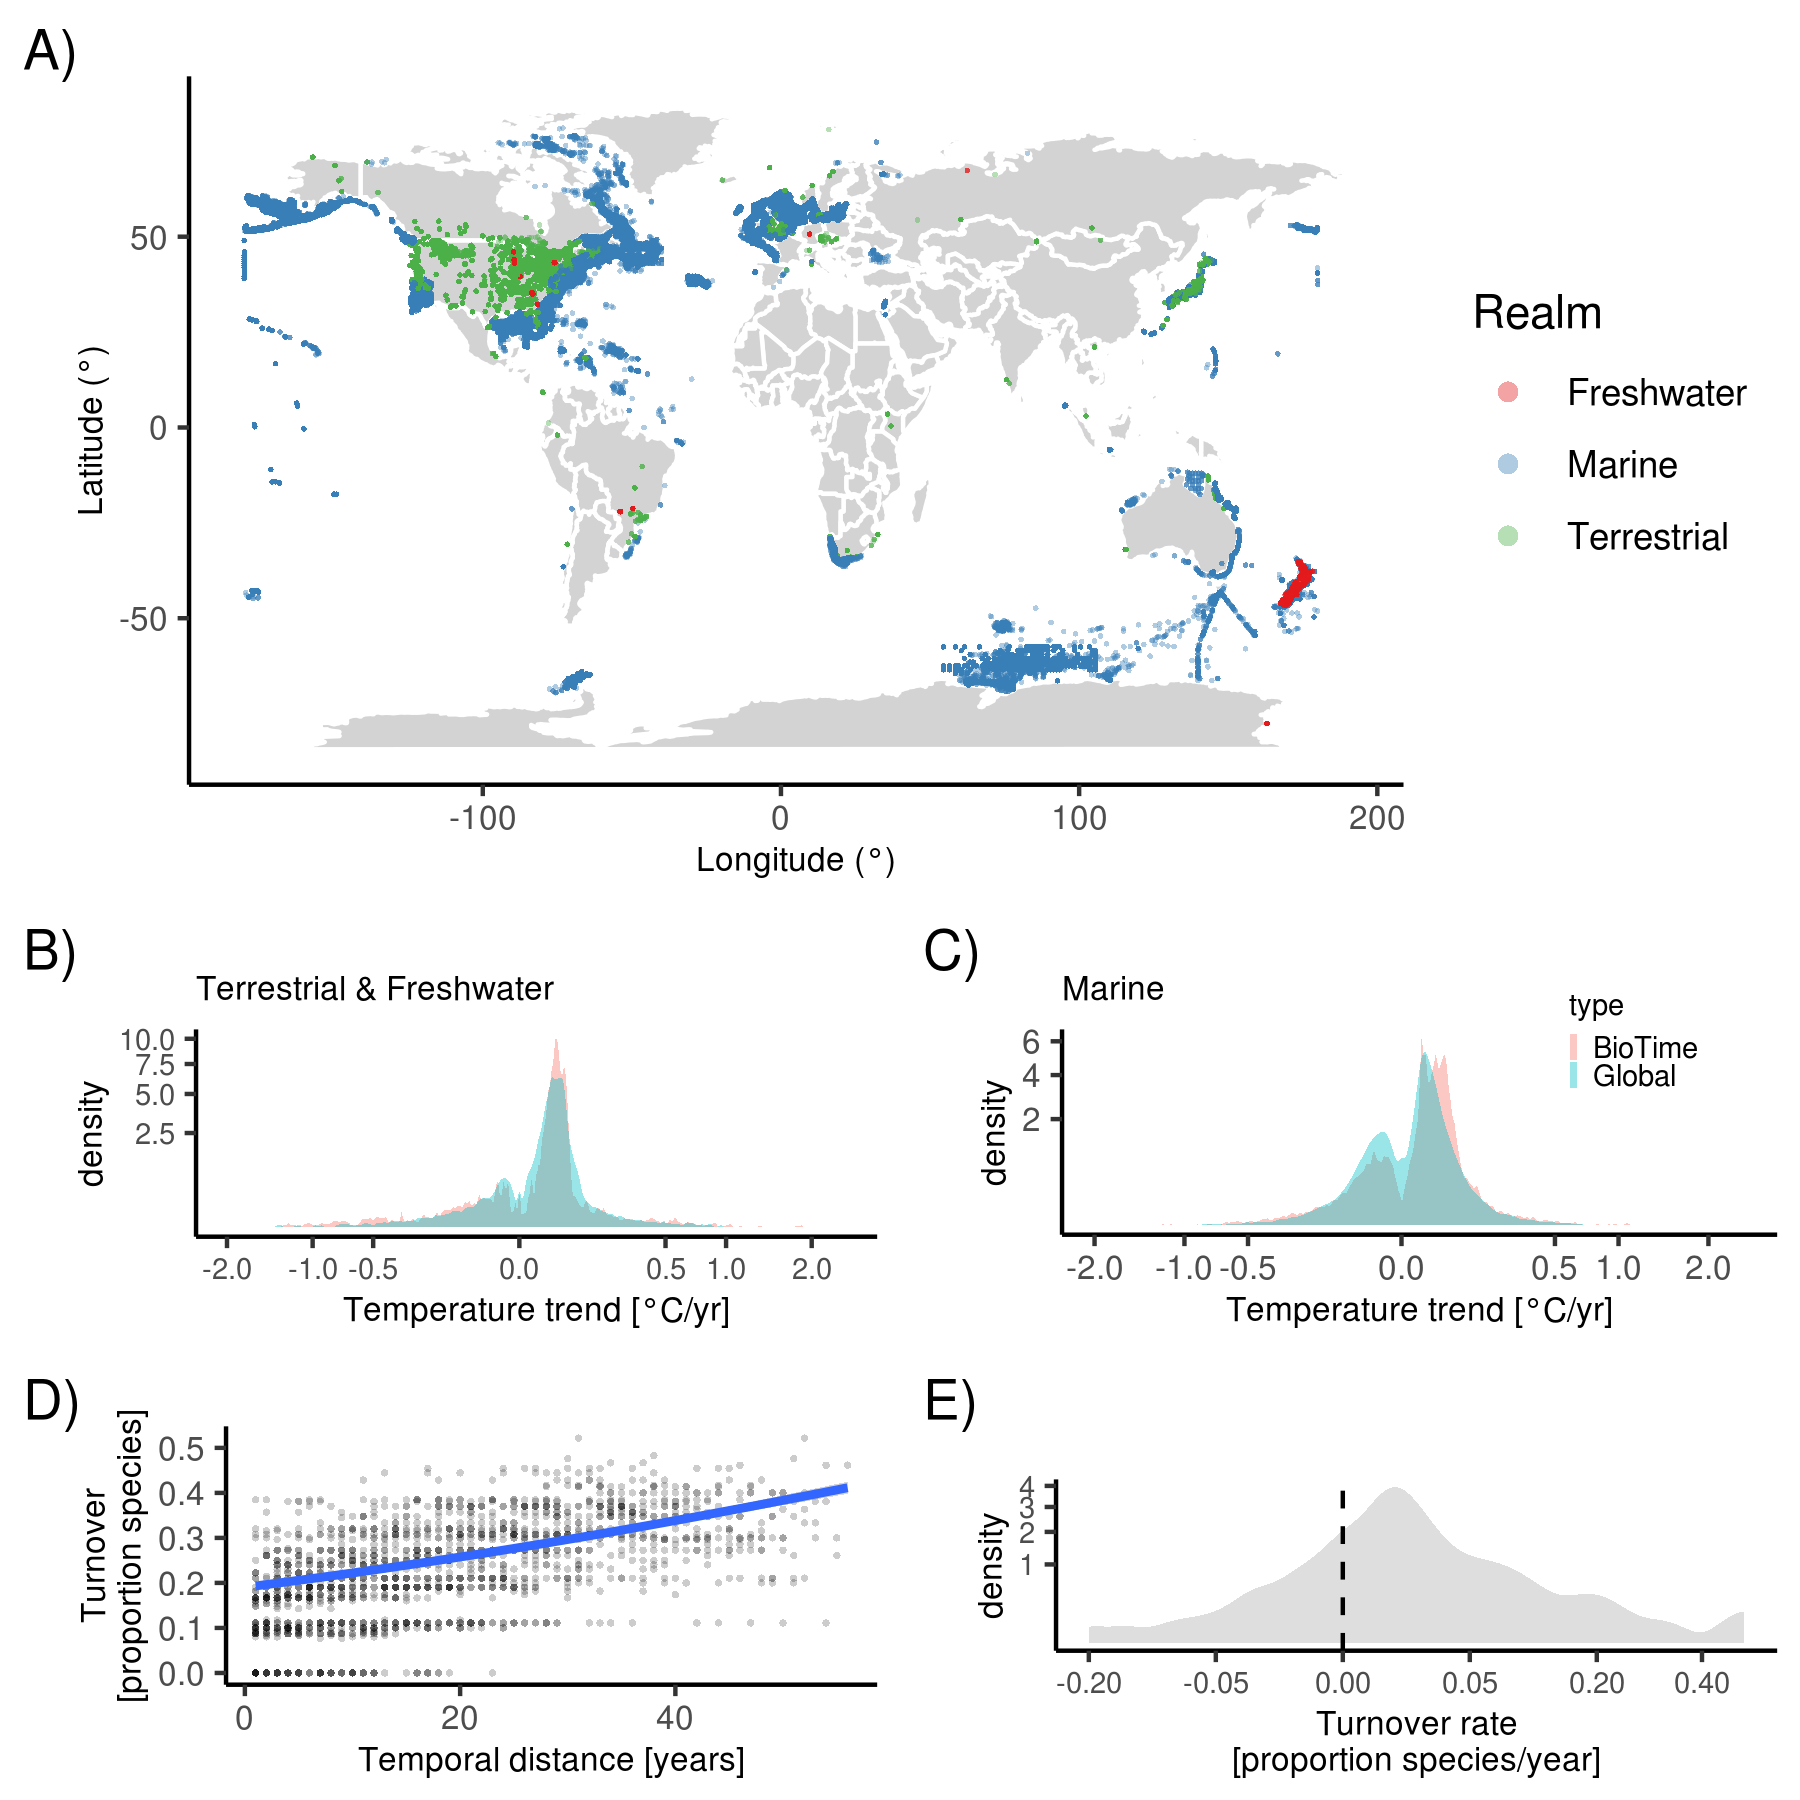 A)
50
0
-50
Latitude (°)
-100
0
100
200
Longitude (°)
Realm
Freshwater
Marine
Terrestrial
B)
Terrestrial & Freshwater
10.0
7.5
5.0
2.5
density
-2.0
-1.0
-0.5
0.0
0.5
1.0
2.0
Temperature trend [°C/yr]
C)
Marine
6
4
2
density
-2.0
-1.0
-0.5
0.0
0.5
1.0
2.0
Temperature trend [°C/yr]
type
BioTime
Global
D)
Turnover
[proportion species]
0.5
0.4
0.3
0.2
0.1
0.0
0
20
40
Temporal distance [years]
E)
4
3
2
1
density
-0.20
-0.05
0.00
0.05
0.20
0.40
Turnover rate
[proportion species/year]